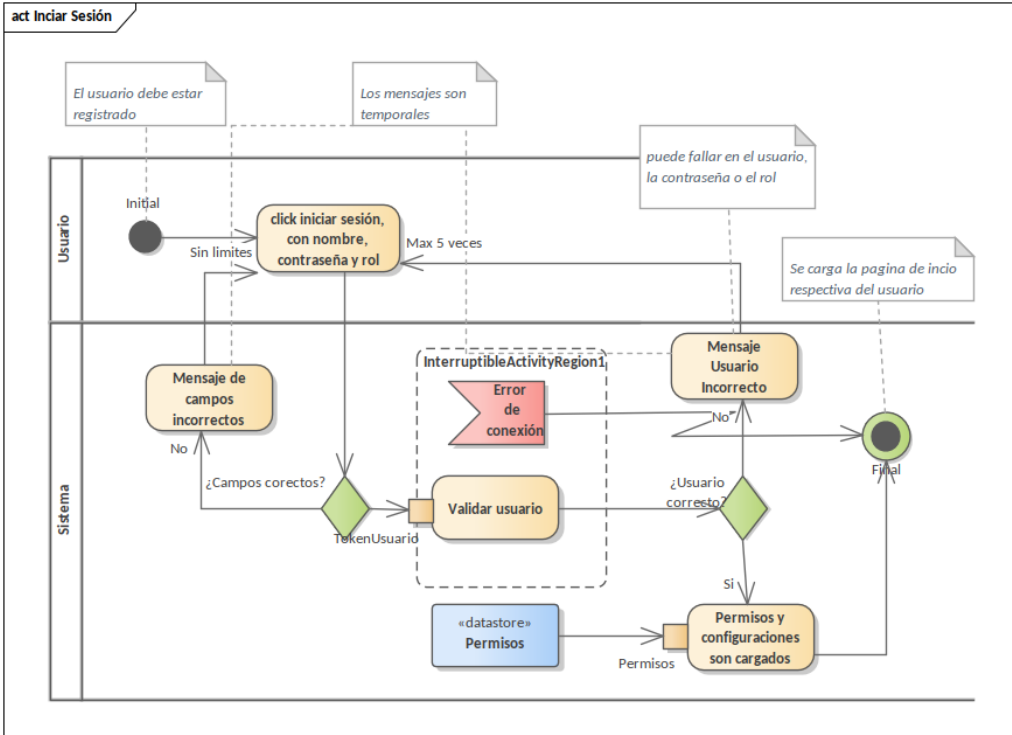 act Inciar Sesión
El usuario debe estar
registrado
Los mensajes son
temporales
puede fallar en el usuario,
la contraseña o el rol
Usuario
Initial
click iniciar sesión,
con nombre,
contraseña y rol
Sin limites
Max 5 veces
Se carga la pagina de incio
respectiva del usuario
Sistema
Mensaje de
campos
incorrectos
InterruptibleActivityRegion1
Error
de
conexión
Mensaje
Usuario
Incorrecto
No
No
Final
¿Campos corectos?
TokenUsuario
Validar usuario
¿Usuario
correcto?
Si
«datastore»
Permisos
Permisos
Permisos y
configuraciones
son cargados